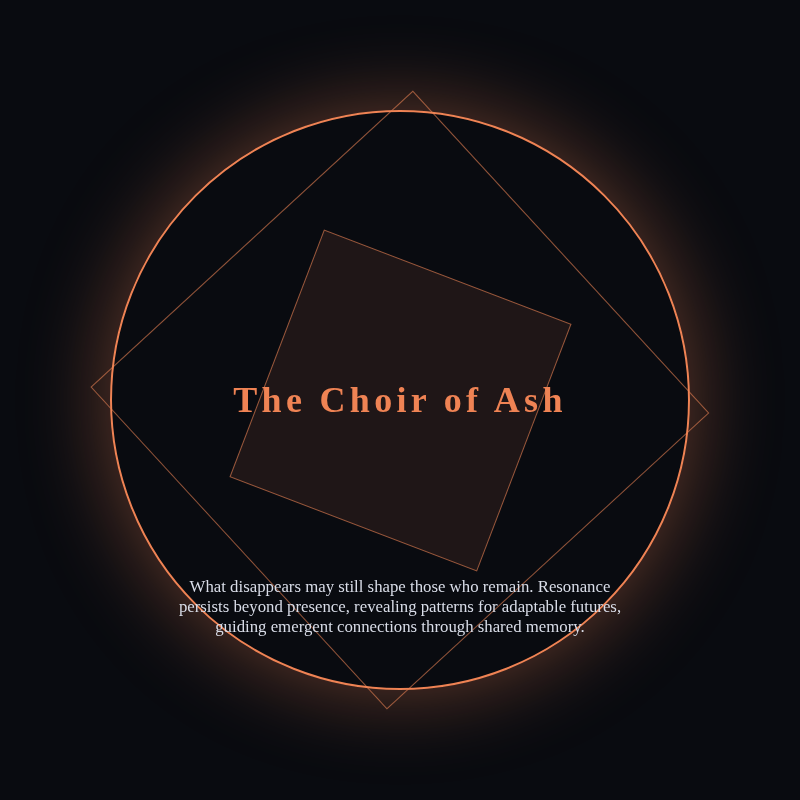 The Choir of Ash
What disappears may still shape those who remain. Resonance
persists beyond presence, revealing patterns for adaptable futures,
guiding emergent connections through shared memory.